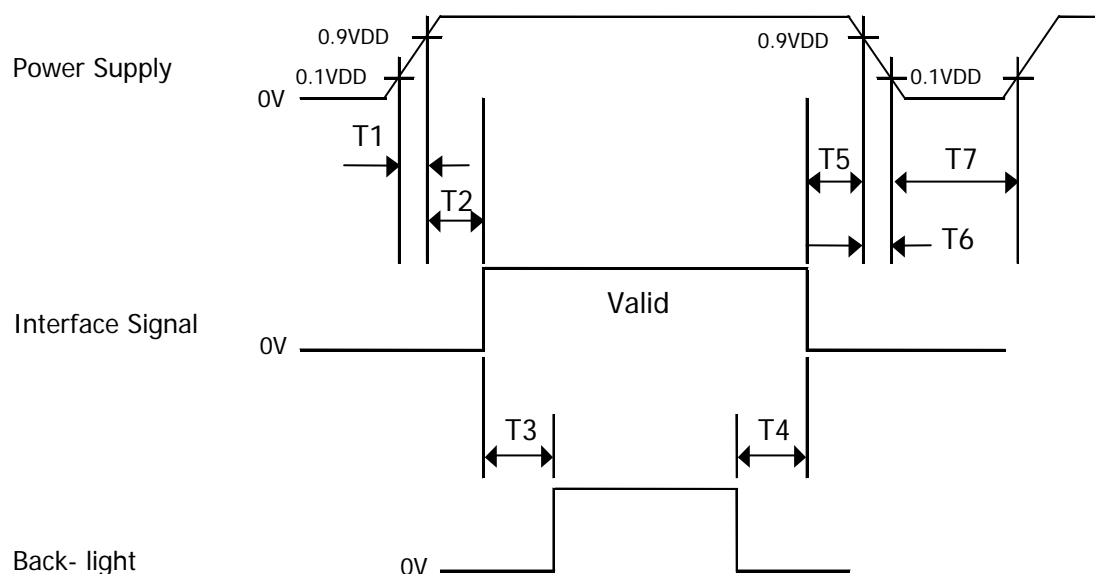 0.9VDD
0.9VDD
Power Supply
0.1VDD
0.1VDD
0V
T1
T5
T7
T2
T6
Valid
Interface Signal
0V
T3
T4
Back- light
0V